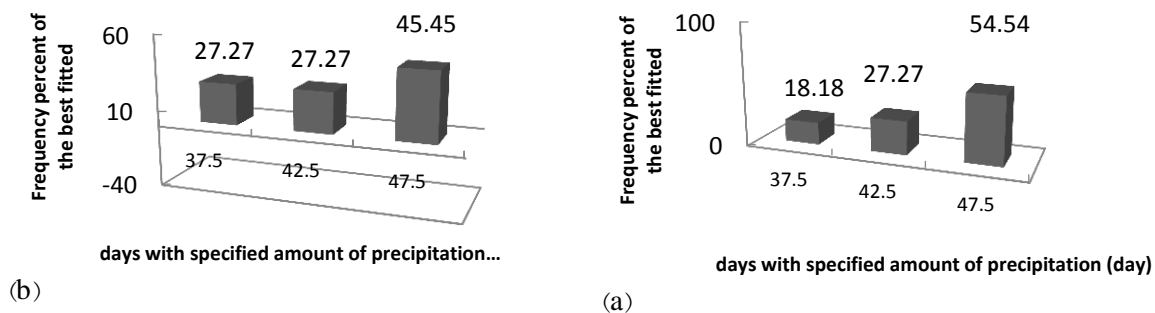 Frequency percent of
the best fitted
60
10
-40
27.27
27.27
45.45
37.5
42.5
47.5
days with specified amount of precipitation...
(b)
Frequency percent of
the best fitted
100
0
18.18
27.27
54.54
37.5
42.5
47.5
days with specified amount of precipitation (day)
(a)